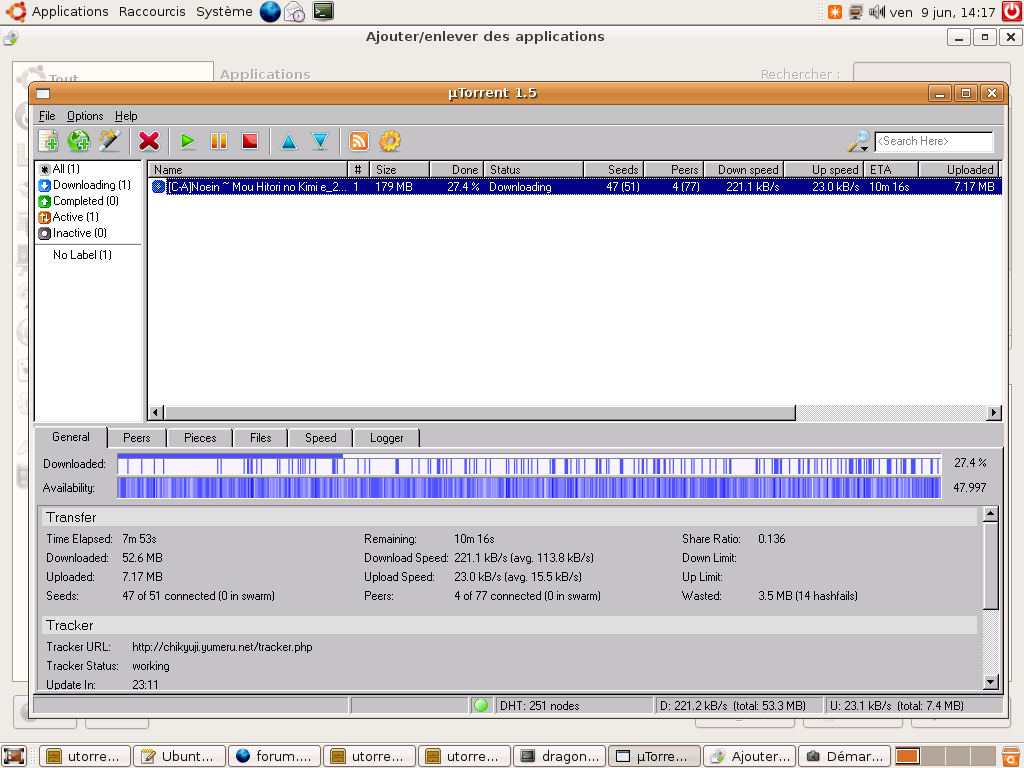 Applications Raccourcis Système ven 9 jun, 14:17
Ajouter/enlever des applications
Tout Applications Rechercher :
µTorrent 1.5
File Options Help
<Search Here>
All (1)
Downloading (1)
Completed (0)
Active (1)
Inactive (0)
No Label (1)
Name # Size Done Status Seeds Peers Down speed Up speed ETA Uploaded
[[C-A]Noein ~ Mou Hitori no Kimi e_2... 1 179 MB 27.4 % Downloading 47 (51) 4 (77) 221.1 kB/s 23.0 kB/s 10m 16s 7.17 MB
General Peers Pieces Files Speed Logger
Downloaded: 27.4 %
Availability: 47.997
Transfer
Time Elapsed: 7m 53s Remaining: 10m 16s Share Ratio: 0.136
Downloaded: 52.6 MB Download Speed: 221.1 kB/s (avg. 113.8 kB/s) Down Limit:
Uploaded: 7.17 MB Upload Speed: 23.0 kB/s (avg. 15.5 kB/s) Up Limit:
Seeds: 47 of 51 connected (0 in swarm) Peers: 4 of 77 connected (0 in swarm) Wasted: 3.5 MB (14 hashfails)
Tracker
Tracker URL: http://chikyuji.yumeru.net/tracker.php
Tracker Status: working
Update In: 23:11
DHT: 251 nodes D: 221.2 kB/s (total: 53.3 MB) U: 23.1 kB/s (total: 7.4 MB)
utorre... Ubunt... forum.... utorre... utorre... dragon... µTorre... Ajouter... Démar...